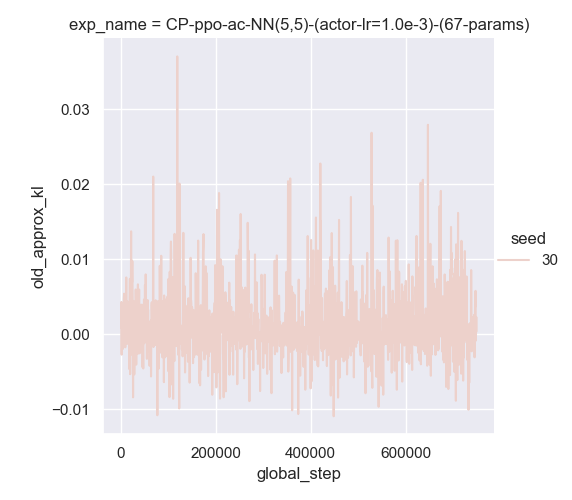 exp_name = CP-ppo-ac-NN(5,5)-(actor-lr=1.0e-3)-(67-params)
0.03
0.02
0.01
0.00
−0.01
old_approx_kl
0
200000
400000
600000
global_step
seed
30